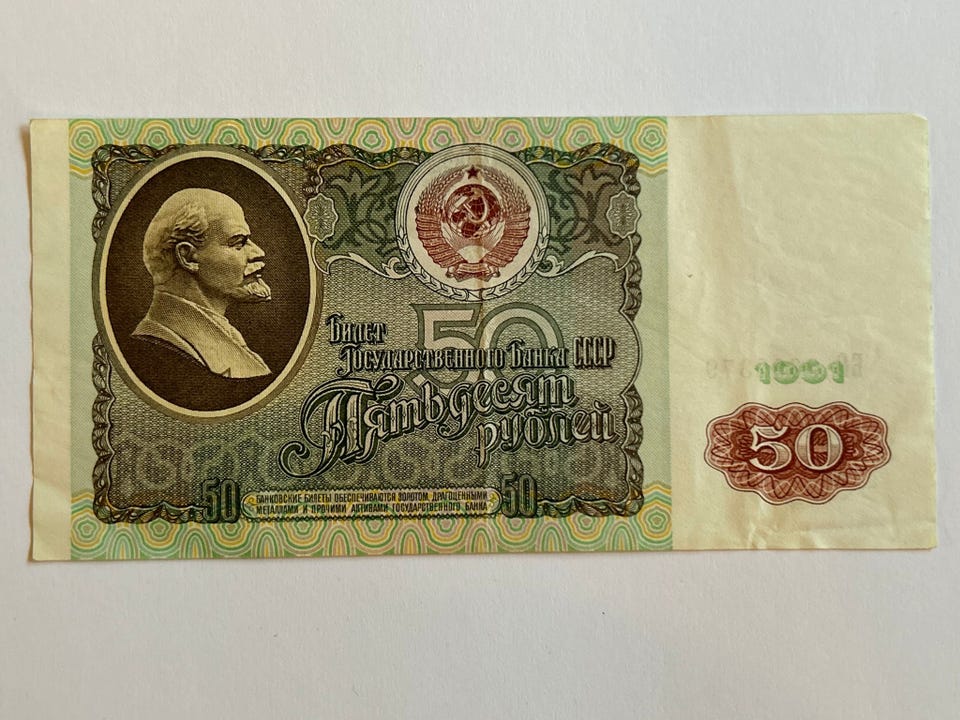 50
Билет
Государственного Банка СССР
Пятьдесят
рублей
1991
50
50
БАНКОВСКИЕ БИЛЕТЫ ОБЕСПЕЧИВАЮТСЯ ЗОЛОТОМ, ДРАГОЦЕННЫМИ
МЕТАЛЛАМИ И ПРОЧИМИ АКТИВАМИ ГОСУДАРСТВЕННОГО БАНКА
50